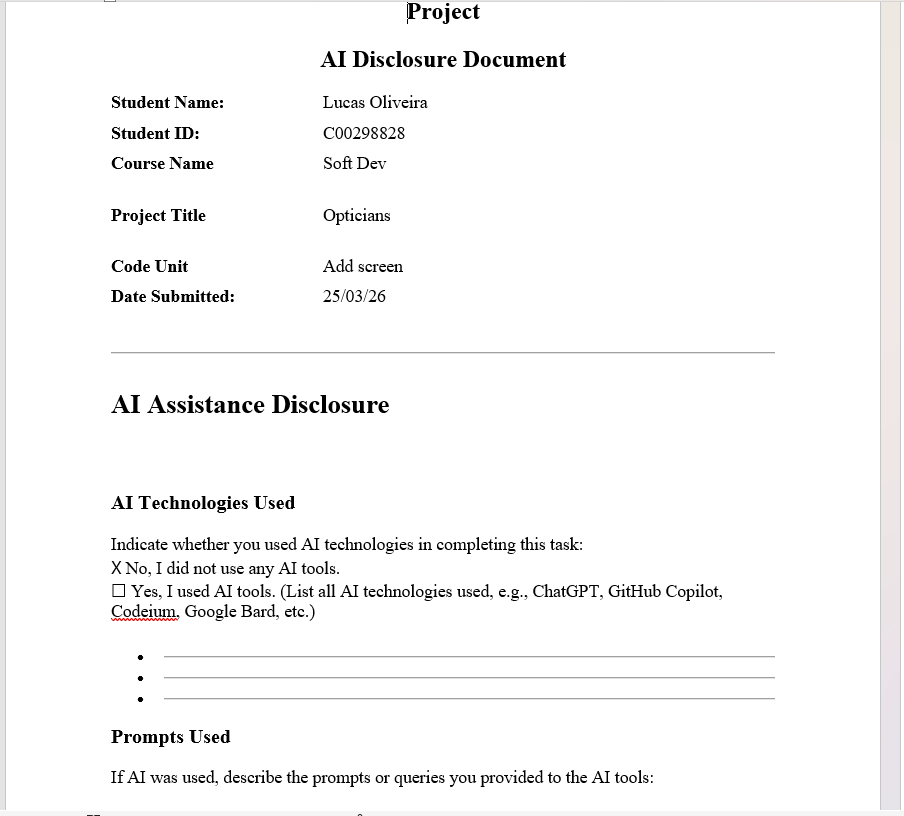 Project
AI Disclosure Document
Student Name: Lucas Oliveira
Student ID: C00298828
Course Name Soft Dev
Project Title Opticians
Code Unit Add screen
Date Submitted: 25/03/26
AI Assistance Disclosure
AI Technologies Used
Indicate whether you used AI technologies in completing this task:
X No, I did not use any AI tools.
☐ Yes, I used AI tools. (List all AI technologies used, e.g., ChatGPT, GitHub Copilot,
Codeium, Google Bard, etc.)
Prompts Used
If AI was used, describe the prompts or queries you provided to the AI tools: